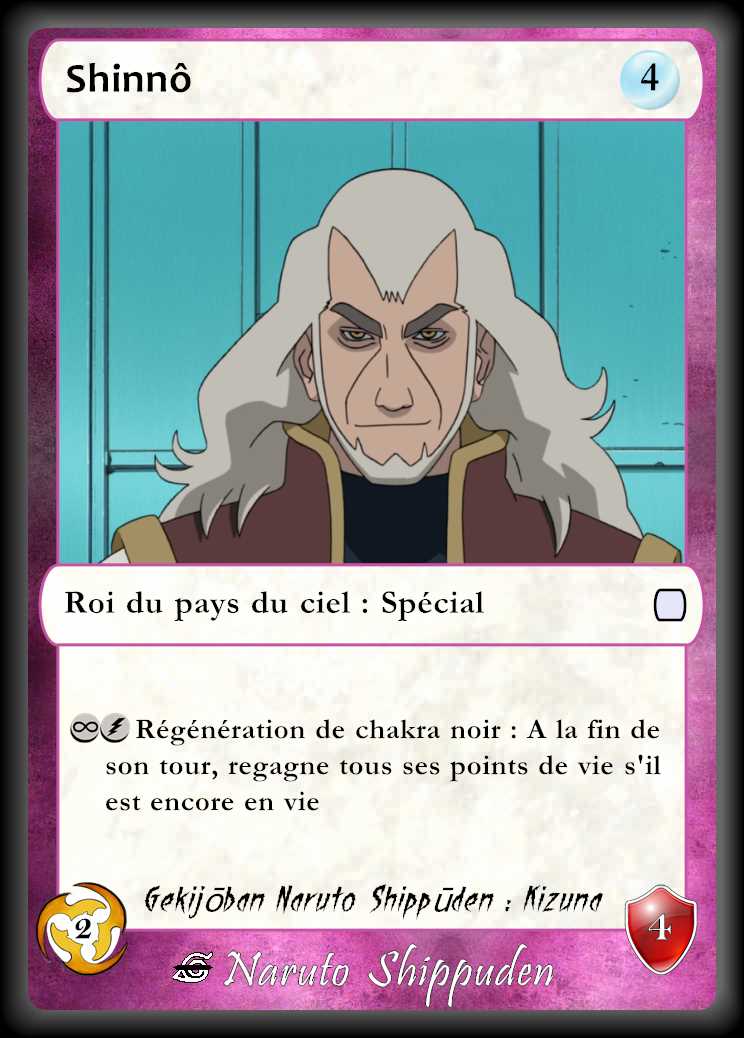 Shinnô
4
Roi du pays du ciel : Spécial
Régénération de chakra noir : A la fin de
son tour, regagne tous ses points de vie s'il
est encore en vie
Gekijōban Naruto Shippūden : Kizuna
2
4
Naruto Shippuden